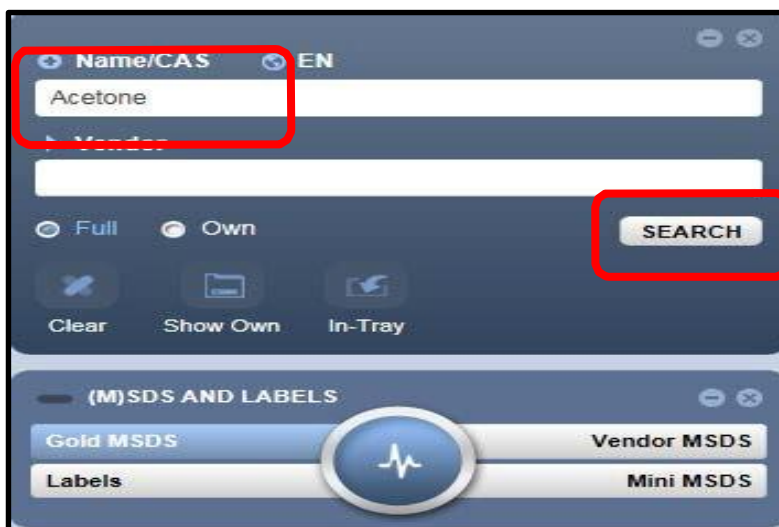 Name/CAS EN
Acetone
Vendor
Full Own SEARCH
Clear Show Own In-Tray
(M)SDS AND LABELS
Gold MSDS Vendor MSDS
Labels Mini MSDS